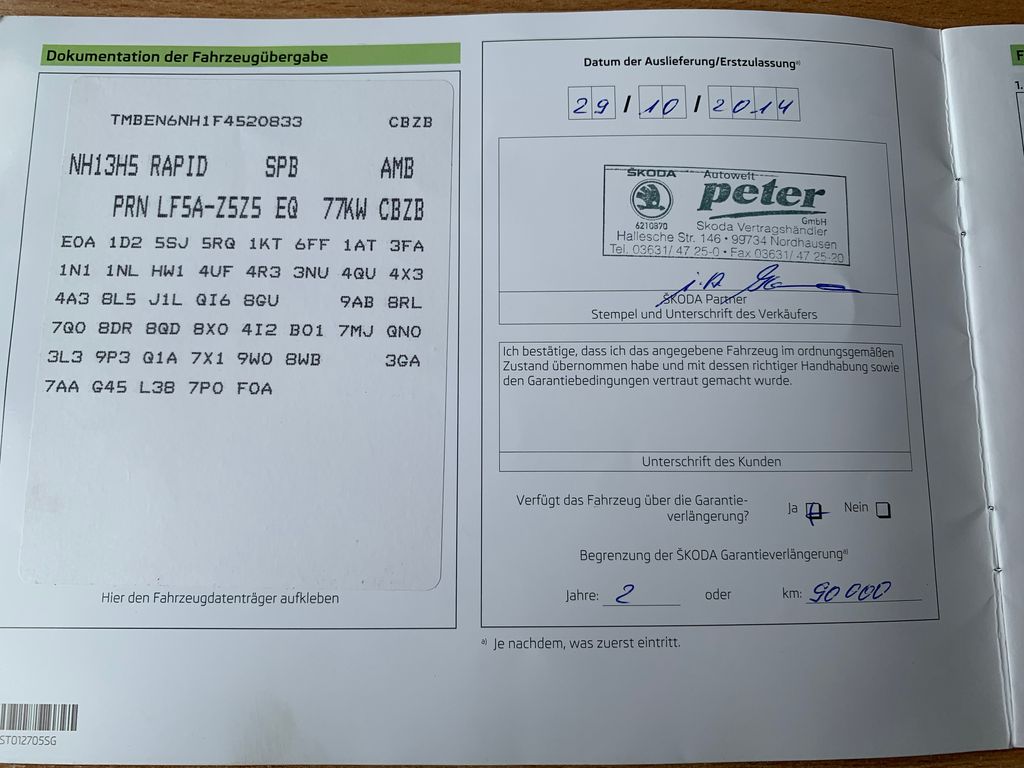 Dokumentation der Fahrzeugübergabe
TMBEN6NH1F4520833 CBZB
NH13H5 RAPID SPB AMB
PRN LF5A-Z5Z5 EQ 77KW CBZB
E0A 1D2 5SJ 5RQ 1KT 6FF 1AT 3FA
1N1 1NL HW1 4UF 4R3 3NU 4QU 4X3
4A3 8L5 J1L QI6 8GU 9AB 8RL
7Q0 8DR 8QD 8X0 4I2 B01 7MJ QN0
3L3 9P3 Q1A 7X1 9W0 8WB 3GA
7AA G45 L38 7P0 F0A
Hier den Fahrzeugdatenträger aufkleben
ST012705SG
Datum der Auslieferung/Erstzulassung a)
29 / 10 / 2014
ŠKODA Autowelt
peter
GmbH
6210870 Skoda Vertragshändler
Hallesche Str. 146 • 99734 Nordhausen
Tel. 03631/ 47 25-0 • Fax 03631/ 47 25-20
i.A
ŠKODA Partner
Stempel und Unterschrift des Verkäufers
Ich bestätige, dass ich das angegebene Fahrzeug im ordnungsgemäßen
Zustand übernommen habe und mit dessen richtiger Handhabung sowie
den Garantiebedingungen vertraut gemacht wurde.
Unterschrift des Kunden
Verfügt das Fahrzeug über die Garantie-
verlängerung? Ja Nein
Begrenzung der ŠKODA Garantieverlängerung a)
Jahre: 2 oder km: 90 000
a) Je nachdem, was zuerst eintritt.
F
1.